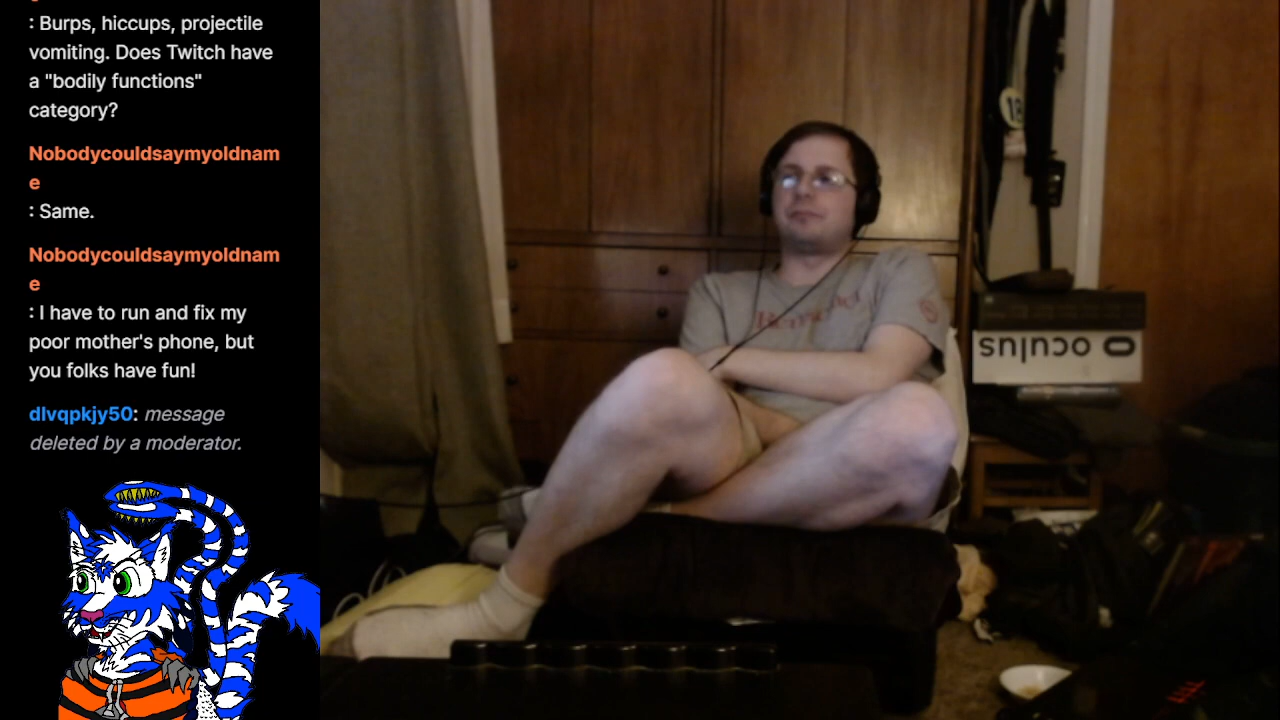 : Burps, hiccups, projectile
vomiting. Does Twitch have
a "bodily functions"
category?
Nobodycouldsaymyoldnam
e
: Same.
Nobodycouldsaymyoldnam
e
: I have to run and fix my
poor mother's phone, but
you folks have fun!
dlvqpkjy50: message
deleted by a moderator.
18
oculus